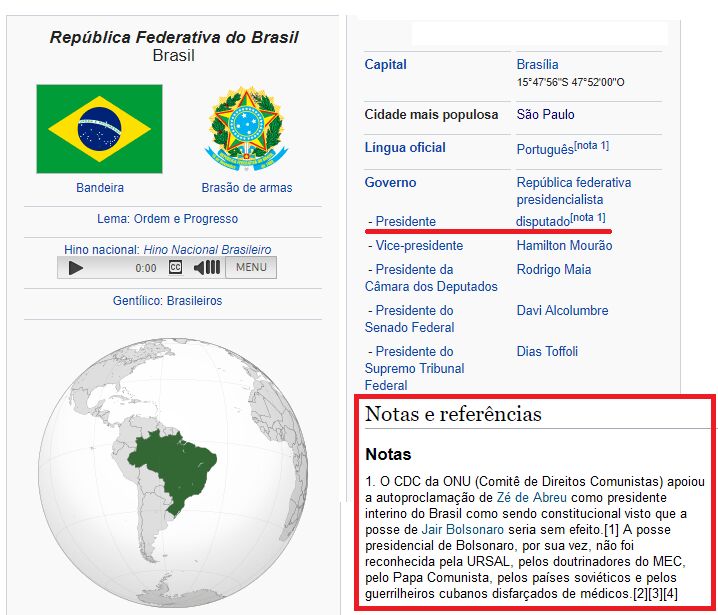 República Federativa do Brasil
Brasil
Bandeira
Brasão de armas
Lema: Ordem e Progresso
Hino nacional: Hino Nacional Brasileiro
0:00 CC MENU
Gentílico: Brasileiros
Capital Brasília
15°47'56"S 47°52'00"O
Cidade mais populosa São Paulo
Língua oficial Português[nota 1]
Governo República federativa
presidencialista
- Presidente disputado[nota 1]
- Vice-presidente Hamilton Mourão
- Presidente da Rodrigo Maia
Câmara dos Deputados
- Presidente do Davi Alcolumbre
Senado Federal
- Presidente do Dias Toffoli
Supremo Tribunal
Federal
Notas e referências
Notas
1. O CDC da ONU (Comitê de Direitos Comunistas) apoiou
a autoproclamação de Zé de Abreu como presidente
interino do Brasil como sendo constitucional visto que a
posse de Jair Bolsonaro seria sem efeito.[1] A posse
presidencial de Bolsonaro, por sua vez, não foi
reconhecida pela URSAL, pelos doutrinadores do MEC,
pelo Papa Comunista, pelos países soviéticos e pelos
guerrilheiros cubanos disfarçados de médicos.[2][3][4]